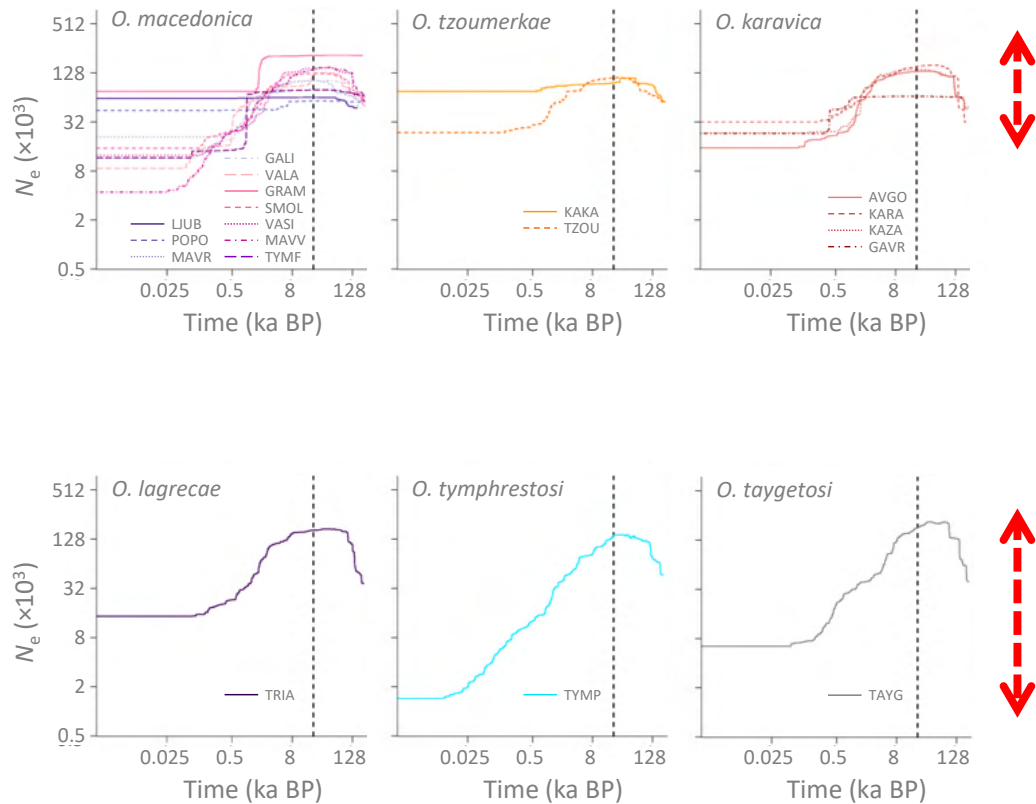 O. macedonica
O. tzoumerkae
O. karavica
512
128
32
8
2
0.5
Nₑ (×10³)
GALI
VALA
GRAM
SMOL
VASI
MAVV
TYMF
LJUB
POPO
MAVR
KAKA
TZOU
AVGO
KARA
KAZA
GAVR
0.025 0.5 8 128
0.025 0.5 8 128
0.025 0.5 8 128
Time (ka BP)
Time (ka BP)
Time (ka BP)
O. lagrecae
O. tymphrestosi
O. taygetosi
512
128
32
8
2
0.5
Nₑ (×10³)
TRIA
TYMP
TAYG
0.025 0.5 8 128
0.025 0.5 8 128
0.025 0.5 8 128
Time (ka BP)
Time (ka BP)
Time (ka BP)